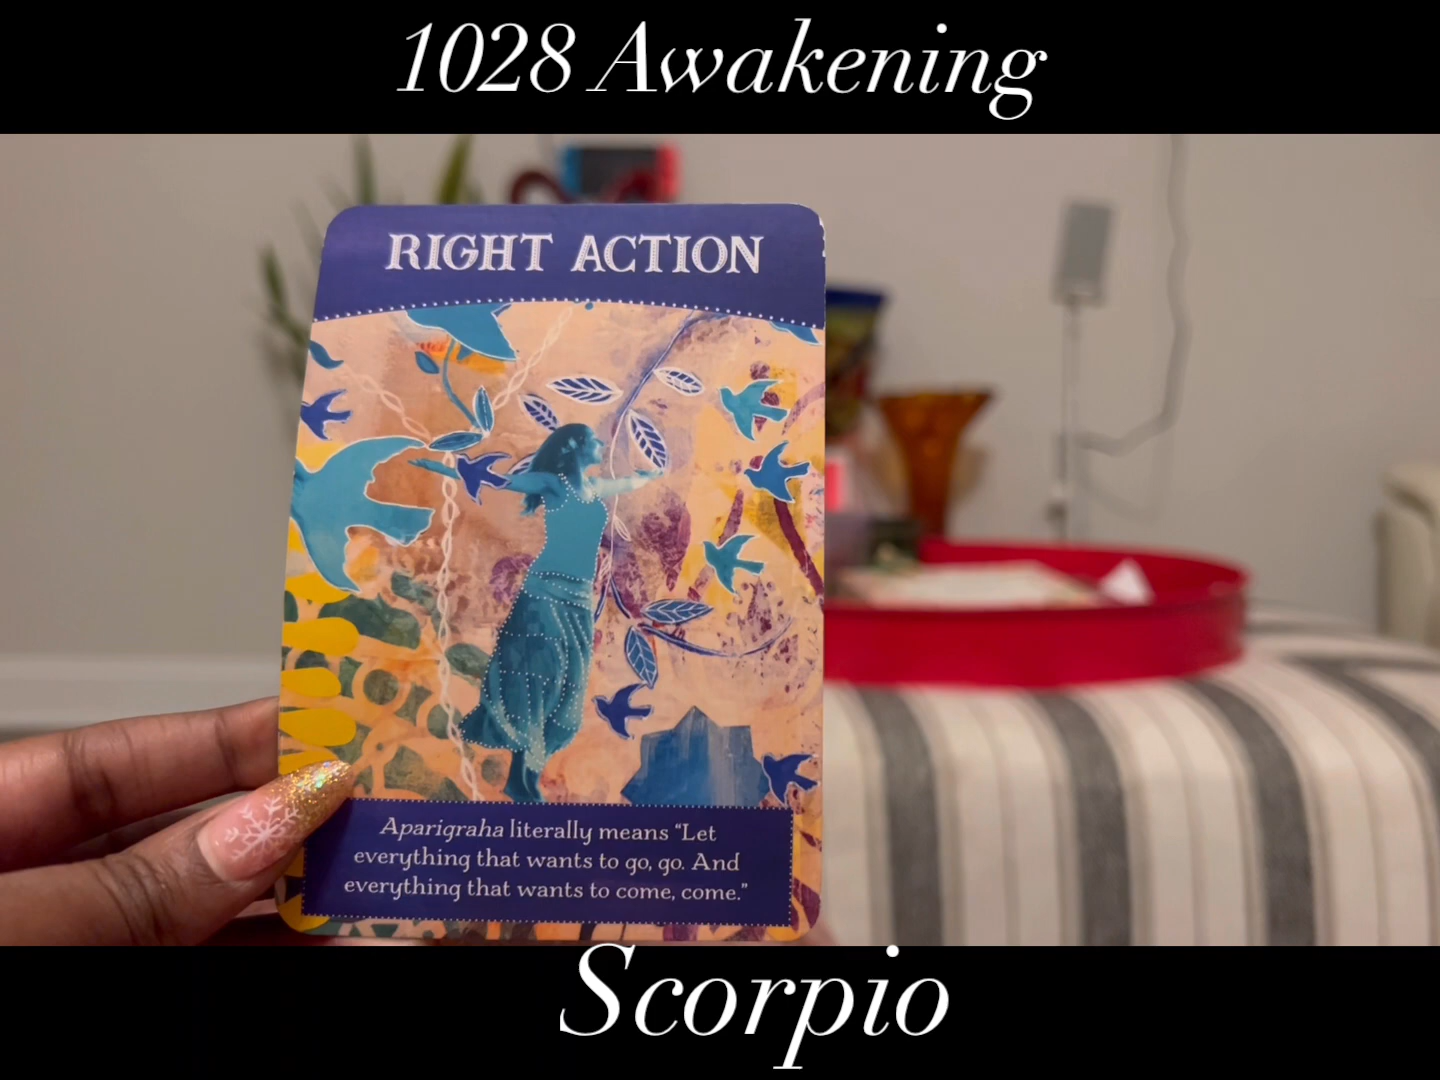 1028 Awakening
RIGHT ACTION
Aparigraha literally means “Let
everything that wants to go, go. And
everything that wants to come, come.”
Scorpio